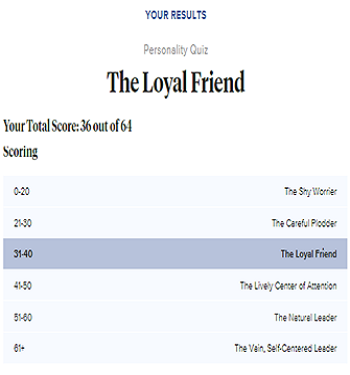 YOUR RESULTS
Personality Quiz
The Loyal Friend
Your Total Score: 36 out of 64
Scoring
0-20 The Shy Worrier
21-30 The Careful Plodder
31-40 The Loyal Friend
41-50 The Lively Center of Attention
51-60 The Natural Leader
61+ The Vain, Self-Centered Leader